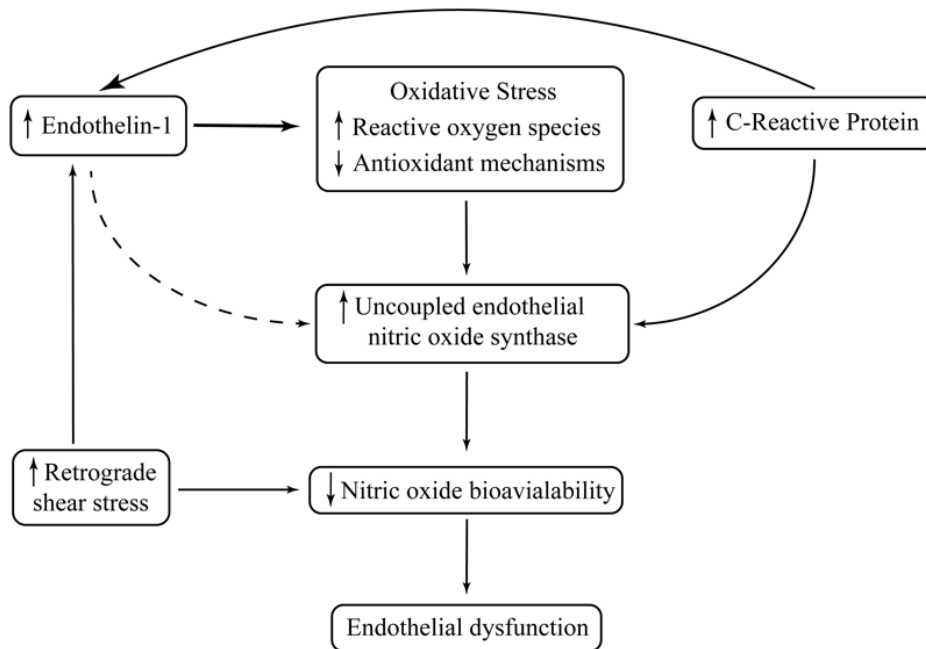 Oxidative Stress
↑ Endothelin-1
↑ Reactive oxygen species
↑ C-Reactive Protein
↓ Antioxidant mechanisms
↑ Uncoupled endothelial
nitric oxide synthase
↑ Retrograde
shear stress
↓ Nitric oxide bioavialability
Endothelial dysfunction